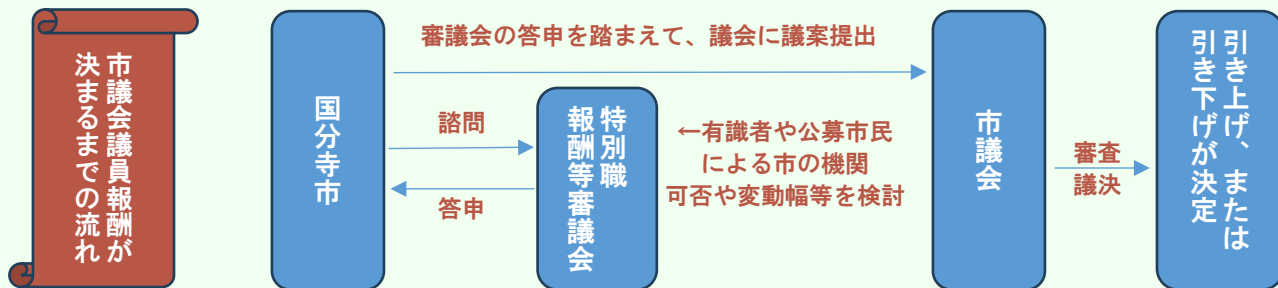 市議会議員報酬が
決まるまでの流れ
国分寺市
審議会の答申を踏まえて、議会に議案提出
諮問
答申
特別職
報酬等審議会
←有識者や公募市民
による市の機関
可否や変動幅等を検討
市議会
審査
議決
引き上げ、または
引き下げが決定